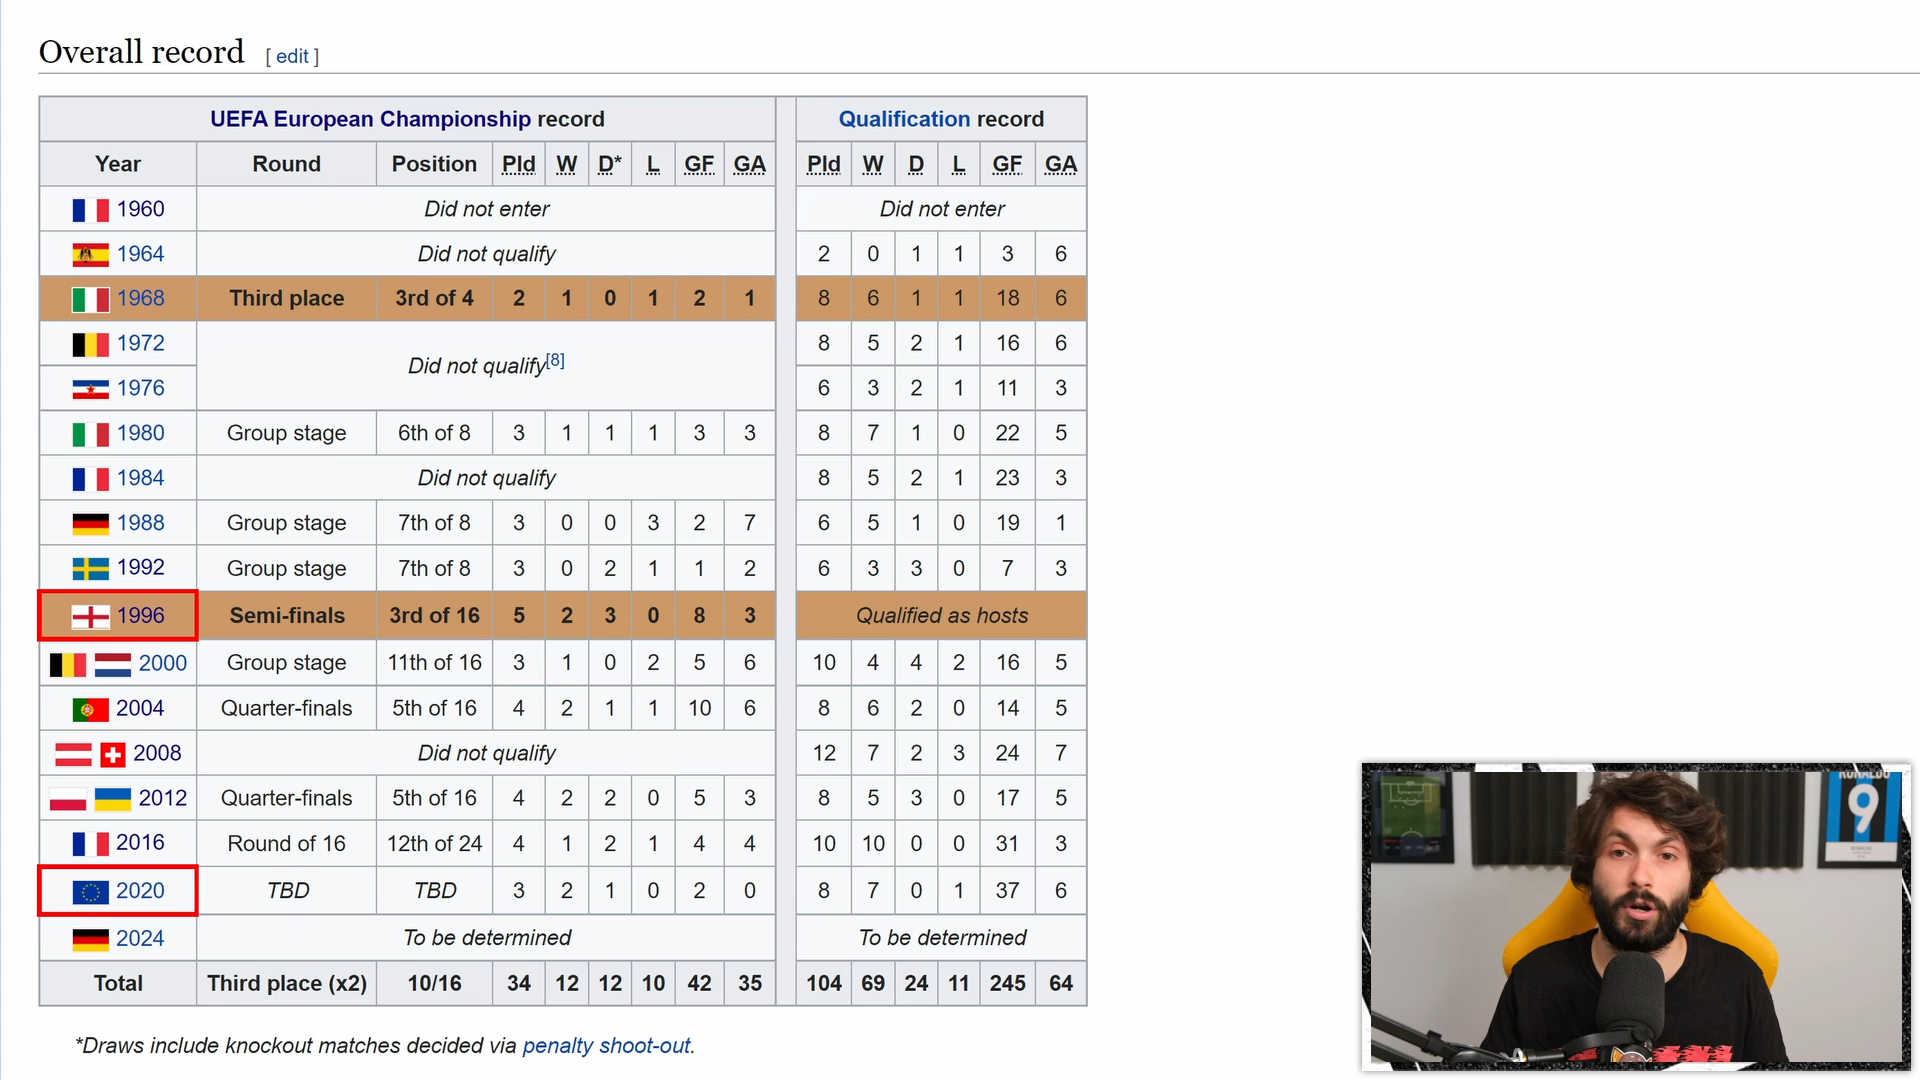 Overall record [ edit ]
UEFA European Championship record Qualification record
Year Round Position Pld W D* L GF GA Pld W D L GF GA
1960 Did not enter Did not enter
1964 Did not qualify 2 0 1 1 3 6
1968 Third place 3rd of 4 2 1 0 1 2 1 8 6 1 1 18 6
1972 Did not qualify[8] 8 5 2 1 16 6
1976 6 3 2 1 11 3
1980 Group stage 6th of 8 3 1 1 1 3 3 8 7 1 0 22 5
1984 Did not qualify 8 5 2 1 23 3
1988 Group stage 7th of 8 3 0 0 3 2 7 6 5 1 0 19 1
1992 Group stage 7th of 8 3 0 2 1 1 2 6 3 3 0 7 3
1996 Semi-finals 3rd of 16 5 2 3 0 8 3 Qualified as hosts
2000 Group stage 11th of 16 3 1 0 2 5 6 10 4 4 2 16 5
2004 Quarter-finals 5th of 16 4 2 1 1 10 6 8 6 2 0 14 5
2008 Did not qualify 12 7 2 3 24 7
2012 Quarter-finals 5th of 16 4 2 2 0 5 3 8 5 3 0 17 5
2016 Round of 16 12th of 24 4 1 2 1 4 4 10 10 0 0 31 3
2020 TBD TBD 3 2 1 0 2 0 8 7 0 1 37 6
2024 To be determined To be determined
Total Third place (x2) 10/16 34 12 12 10 42 35 104 69 24 11 245 64
*Draws include knockout matches decided via penalty shoot-out.
RONALDO
9